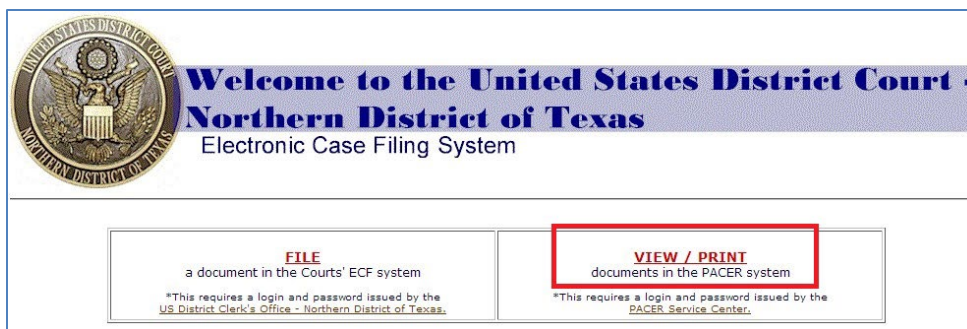 UNITED STATES DISTRICT COURT
NORTHERN DISTRICT OF TEXAS
Welcome to the United States District Court -
Northern District of Texas
Electronic Case Filing System
FILE
a document in the Courts' ECF system
*This requires a login and password issued by the
US District Clerk's Office - Northern District of Texas.
VIEW / PRINT
documents in the PACER system
*This requires a login and password issued by the
PACER Service Center.